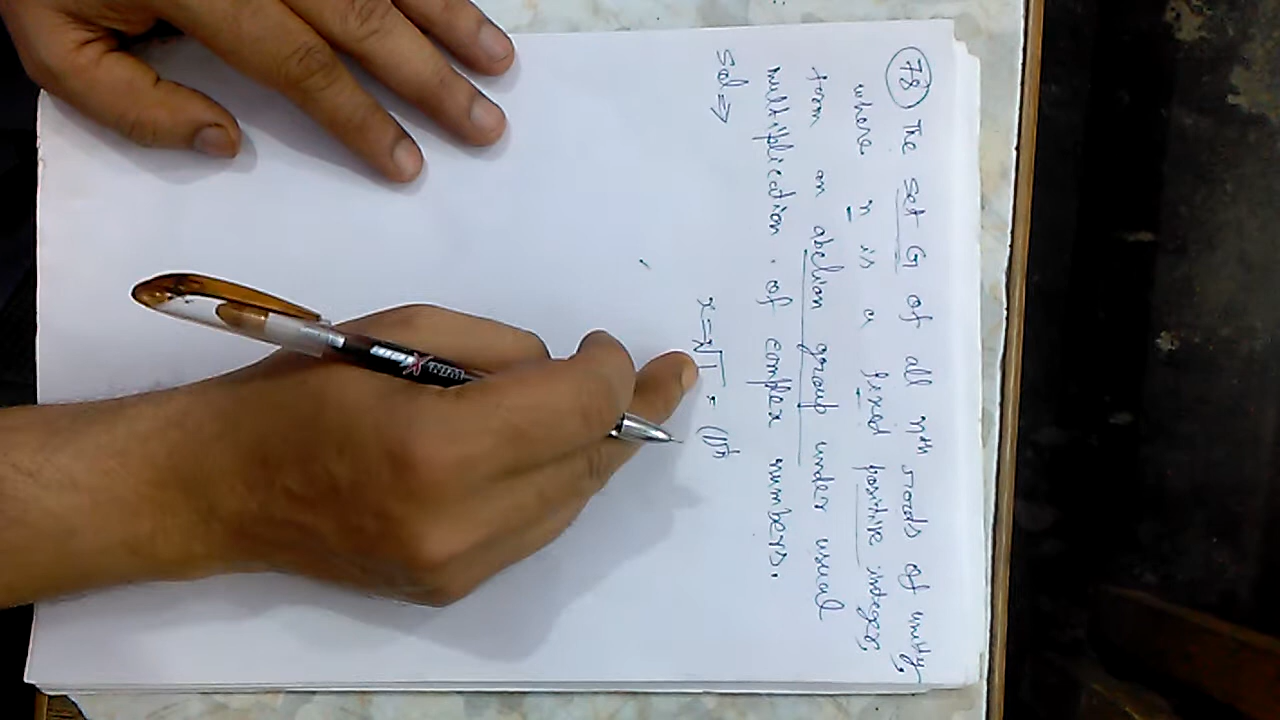 78 The set G of all nth roots of unity,
where n is a fixed positive integer,
form an abelian group under usual
multiplication of complex numbers.
Sol ⇒
x = ⁿ√1 = (1)^1/n